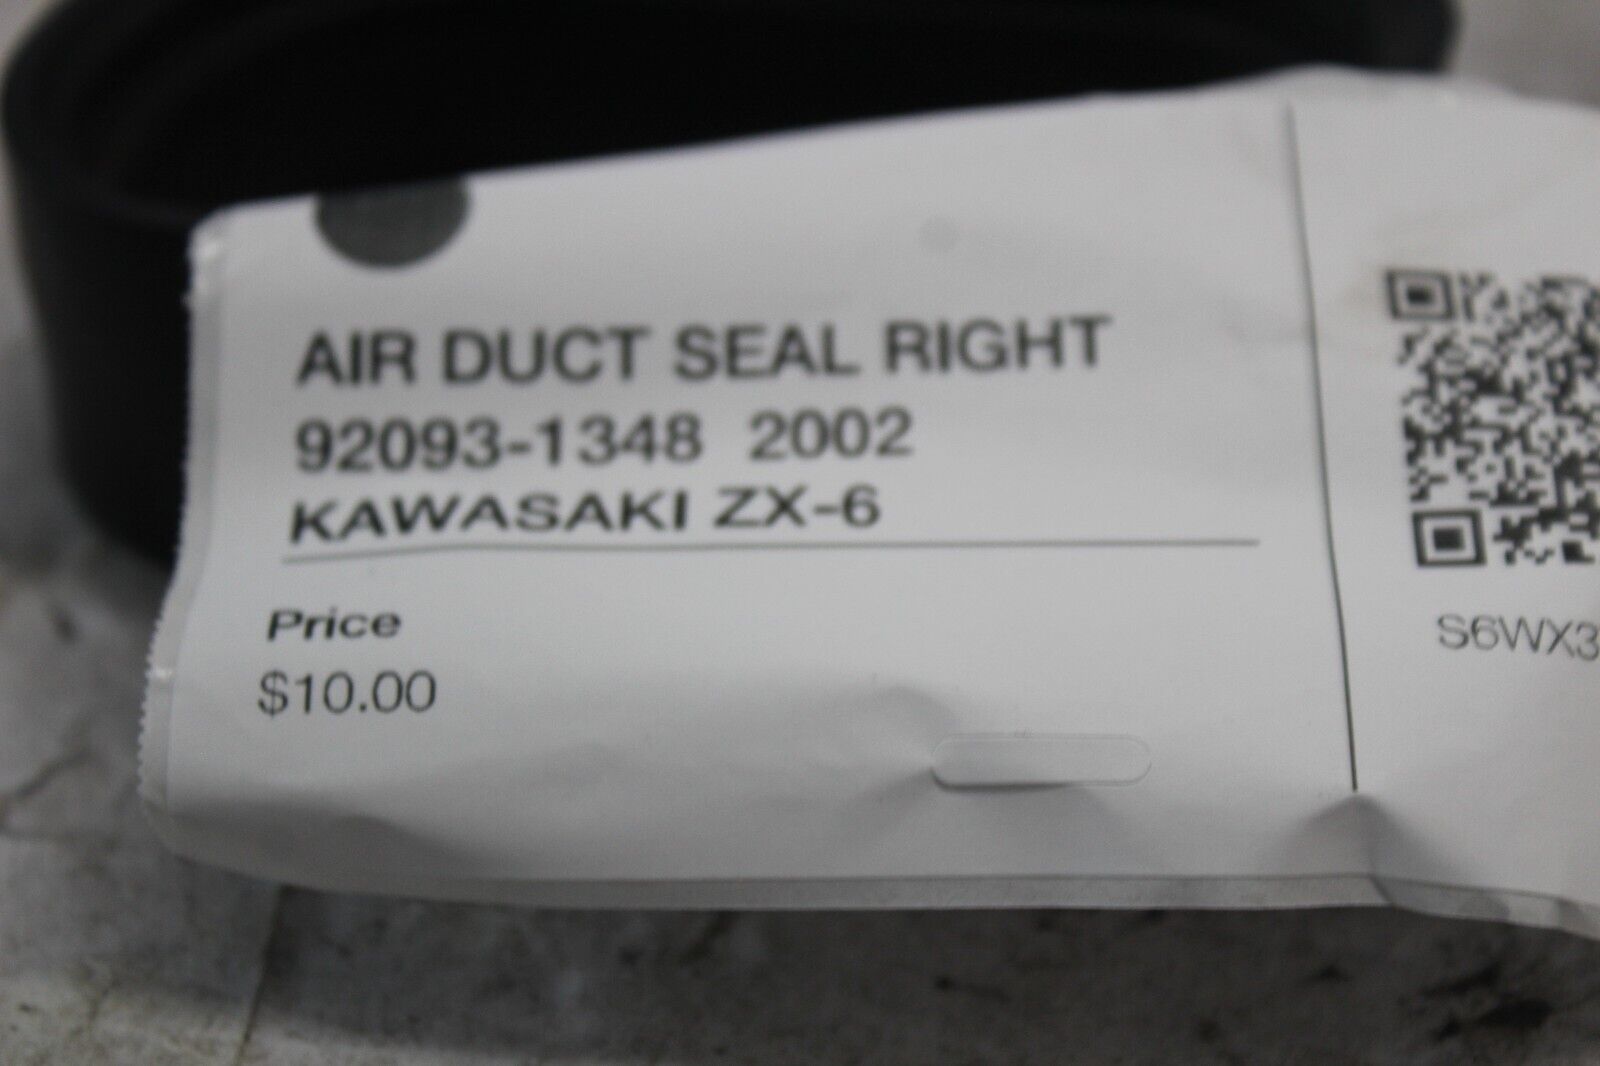 AIR DUCT SEAL RIGHT
92093-1348 2002
KAWASAKI ZX-6
Price
$10.00
S6WX3